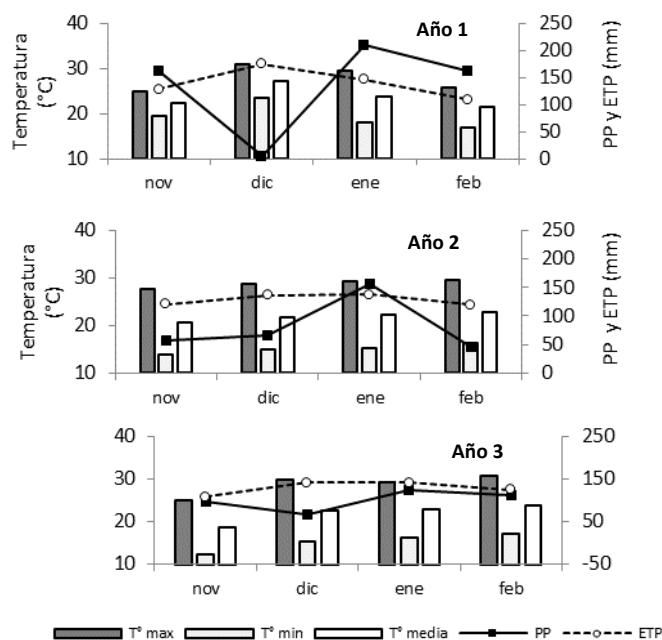 Año 1
Temperatura
(°C)
40
30
20
10
250
200
150
100
50
0
PP y ETP (mm)
nov dic ene feb
Año 2
Temperatura
(°C)
40
30
20
10
250
200
150
100
50
0
PP y ETP (mm)
nov dic ene feb
Año 3
40
30
20
10
250
150
50
-50
nov dic ene feb
T° max T° min T° media PP ETP